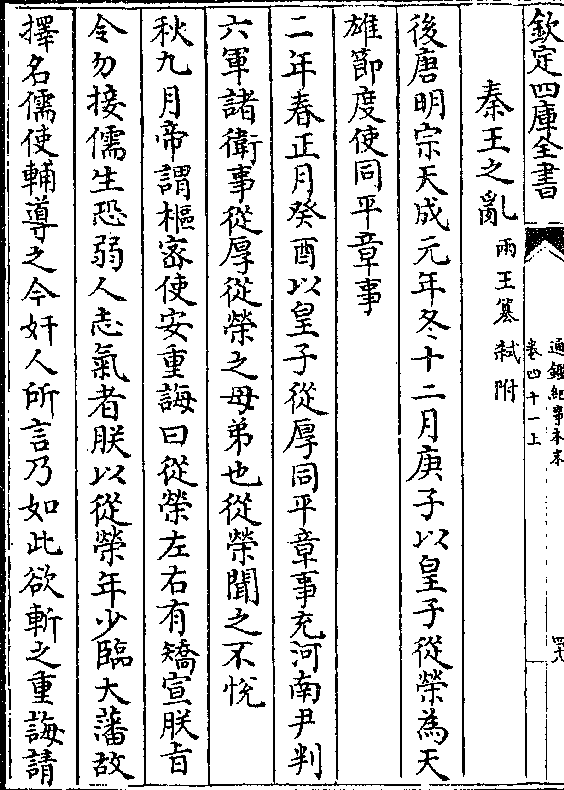 欽定四庫全書
通鑑紀事本末
卷四十一上
四六
秦王之亂兩王篡弒附
後唐明宗天成元年冬十二月庚子以皇子從榮為天
雄節度使同平章事
二年春正月癸酉以皇子從厚同平章事充河南尹判
六軍諸衛事從厚從榮之母弟也從榮聞之不悅
秋九月帝謂樞密使安重誨曰從榮左右有矯宣朕旨
令勿接儒生恐弱人志氣者朕以從榮年少臨大藩故
擇名儒使輔導之今奸人所言乃如此欲斬之重誨請